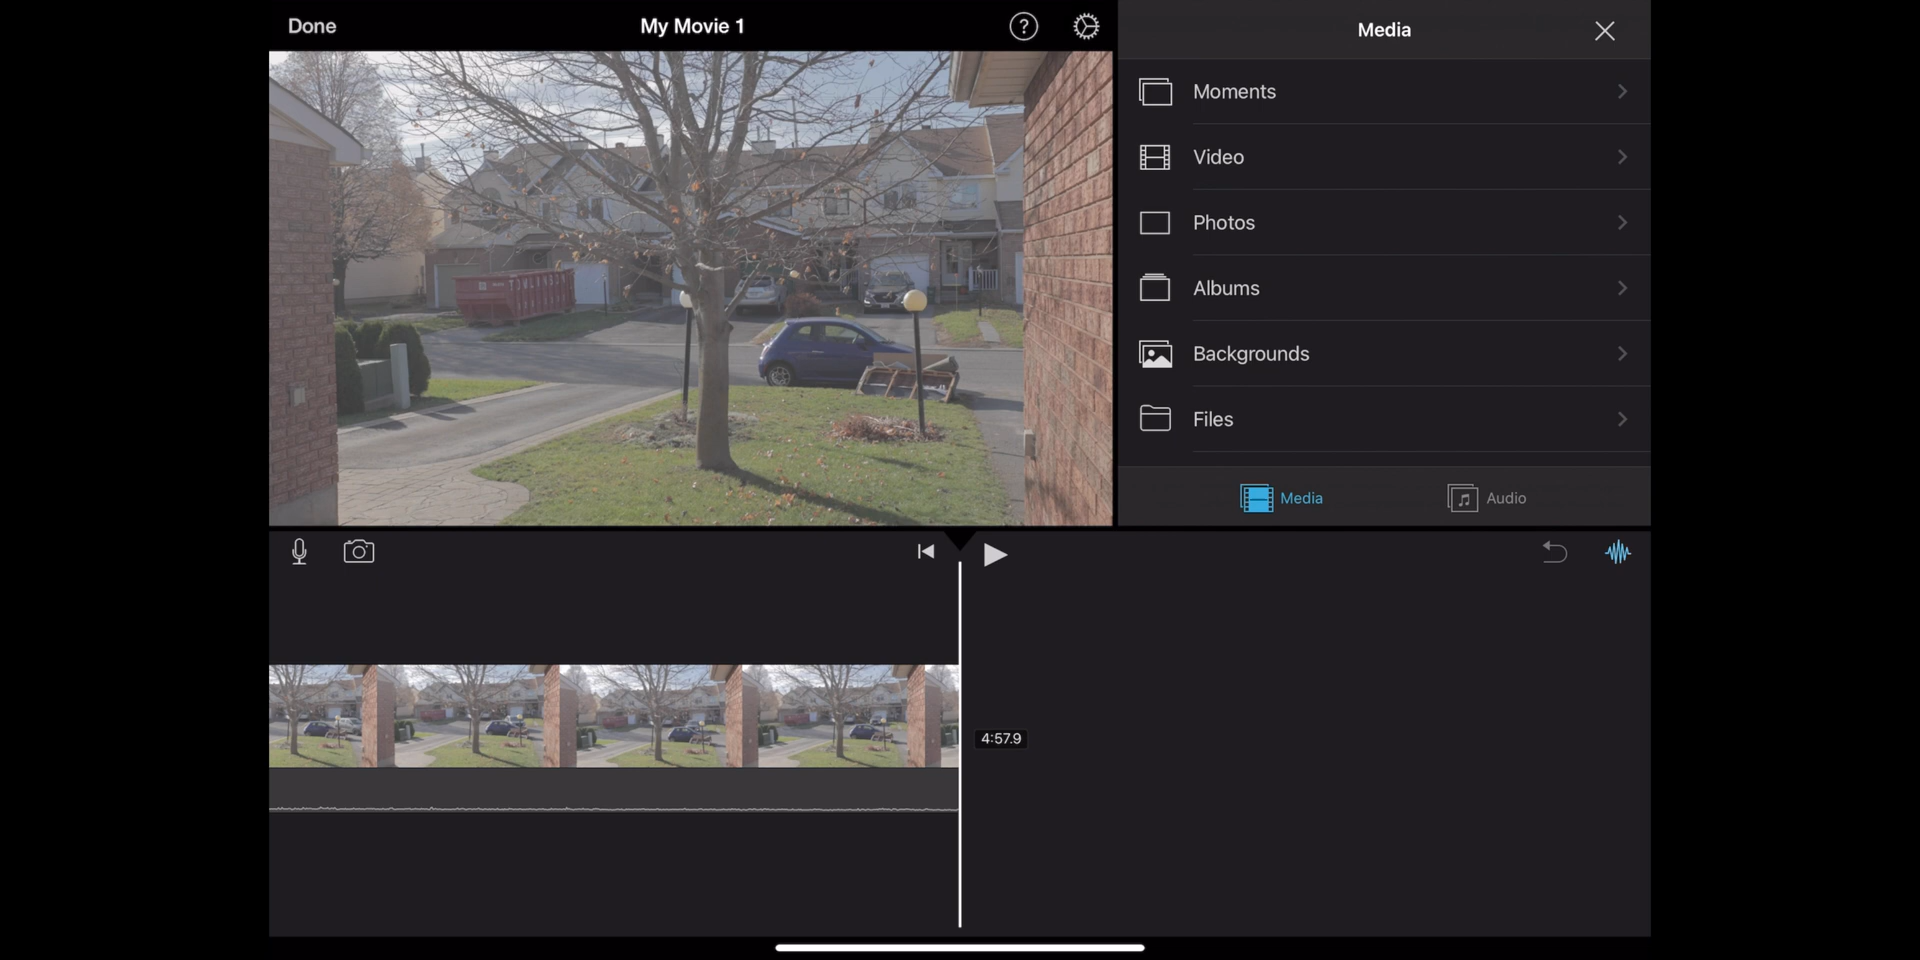 Done
My Movie 1
?
Media
Moments
Video
Photos
Albums
Backgrounds
Files
Media
Audio
4:57.9